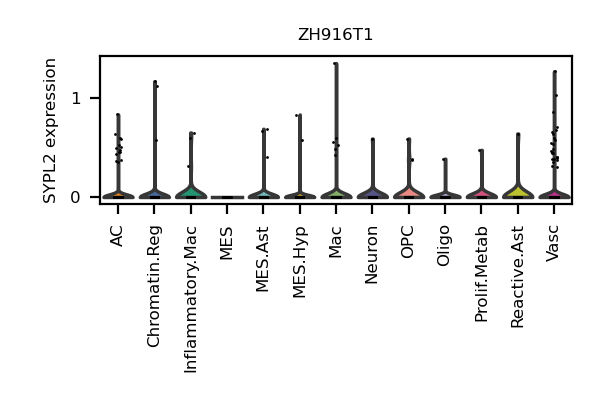 ZH916T1
SYPL2 expression
1
0
AC
Chromatin.Reg
Inflammatory.Mac
MES
MES.Ast
MES.Hyp
Mac
Neuron
OPC
Oligo
Prolif.Metab
Reactive.Ast
Vasc